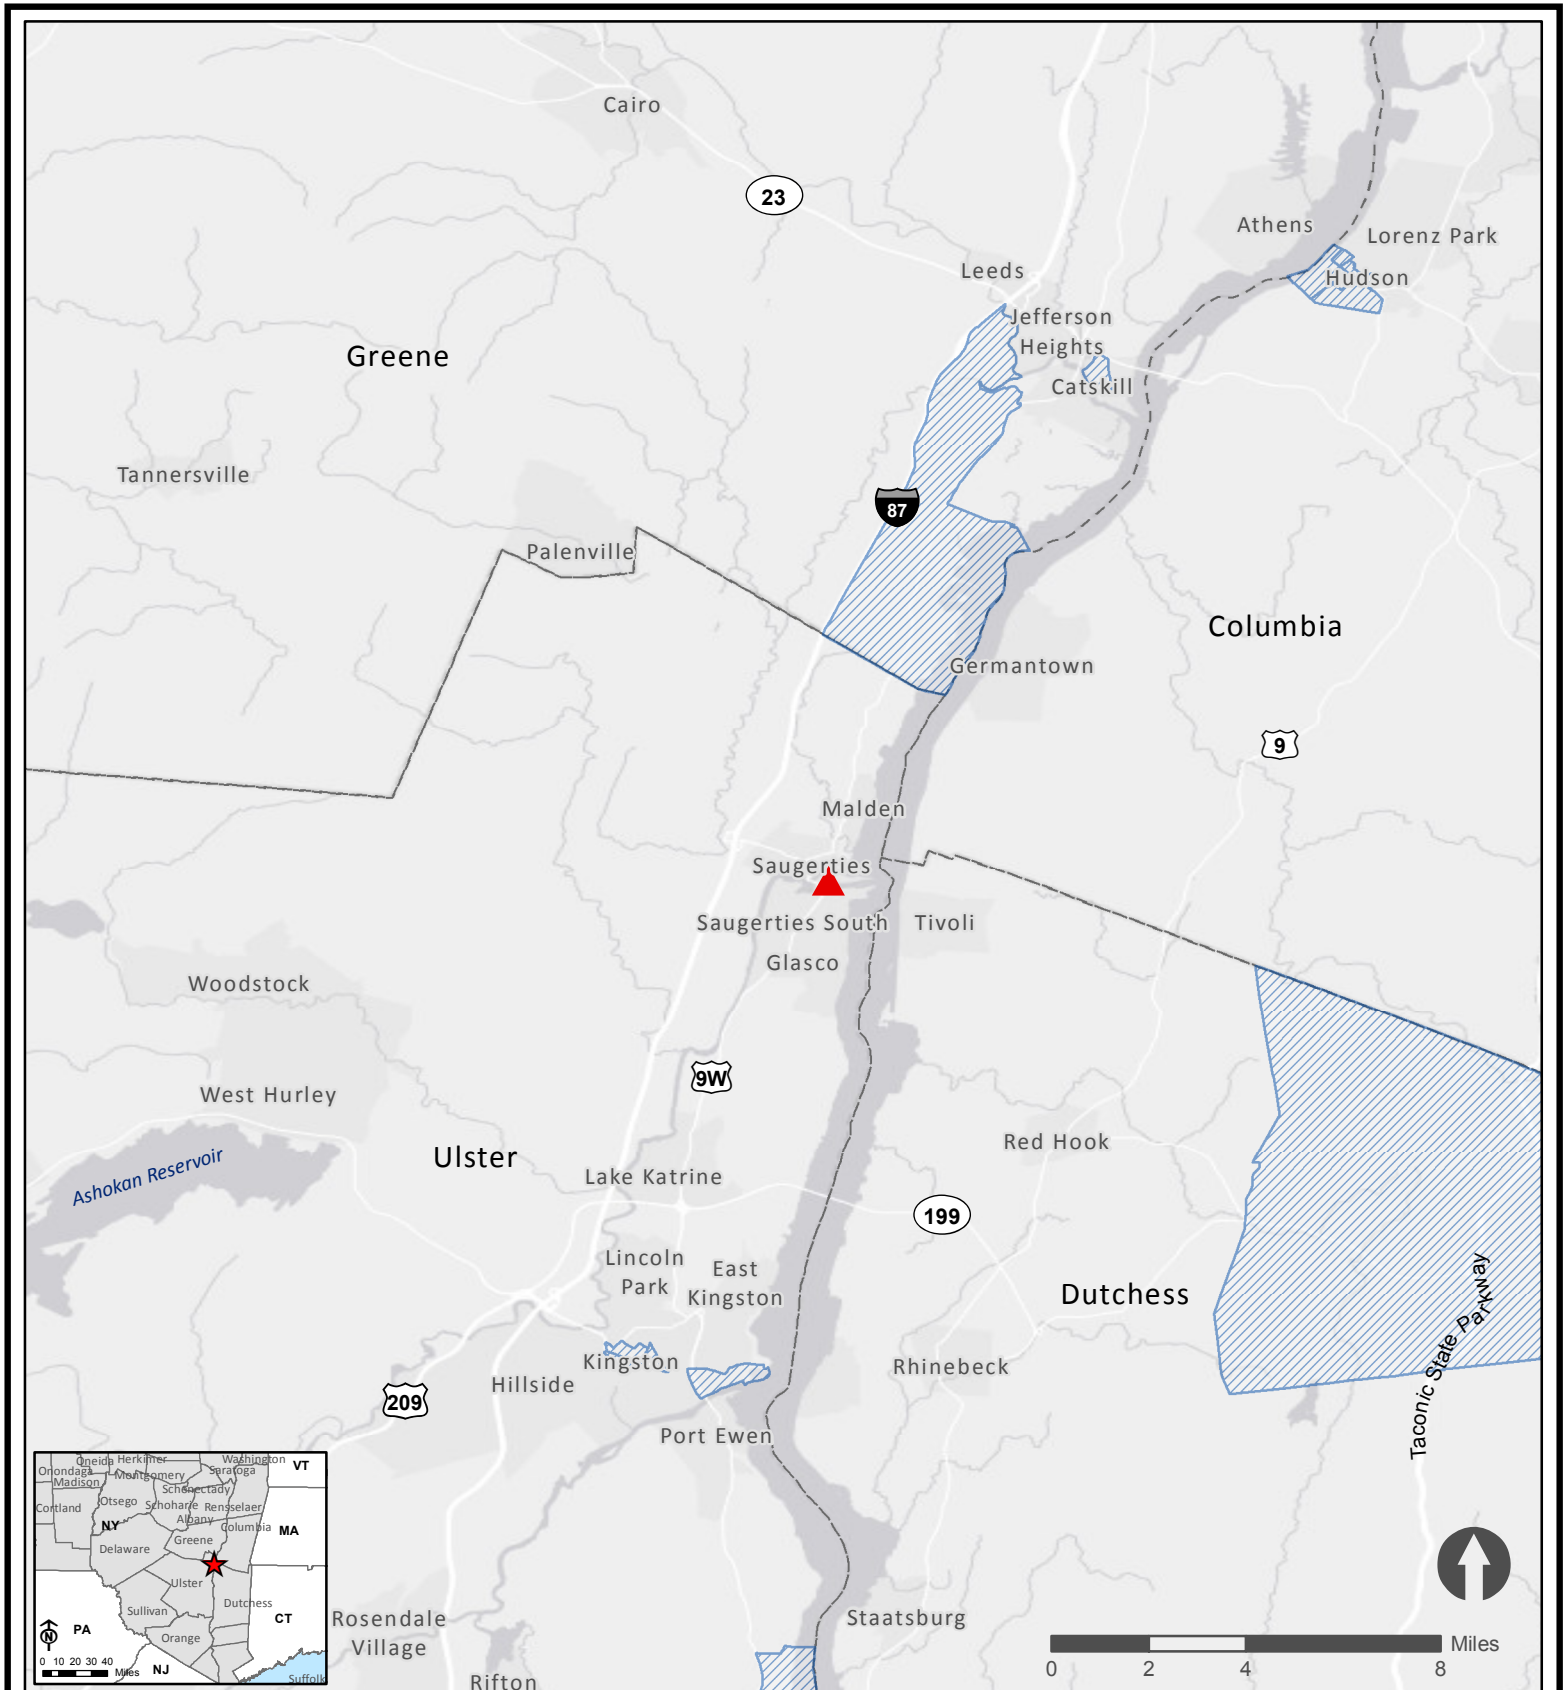 Cairo
23
Athens
Lorenz Park
Leeds
Hudson
Jefferson
Heights
Greene
Catskill
Tannersville
87
Palenville
Columbia
Germantown
9
Malden
Saugerties
Saugerties South
Tivoli
Glasco
Woodstock
9W
West Hurley
Red Hook
Ulster
Ashokan Reservoir
Lake Katrine
199
Lincoln
Park
East
Kingston
Dutchess
Taconic State Parkway
Kingston
Rhinebeck
Hillside
209
Port Ewen
Staatsburg
Rosendale
Village
Rifton
Miles
0 2 4 8
Oneida
Herkimer
Washington
VT
Onondaga
Madison
Montgomery
Saratoga
Schenectady
Cortland
Otsego
Schoharie
Rensselaer
Albany
NY
Columbia
MA
Delaware
Greene
Ulster
Dutchess
Sullivan
CT
PA
Orange
N
0 10 20 30 40
Miles
NJ
Suffolk